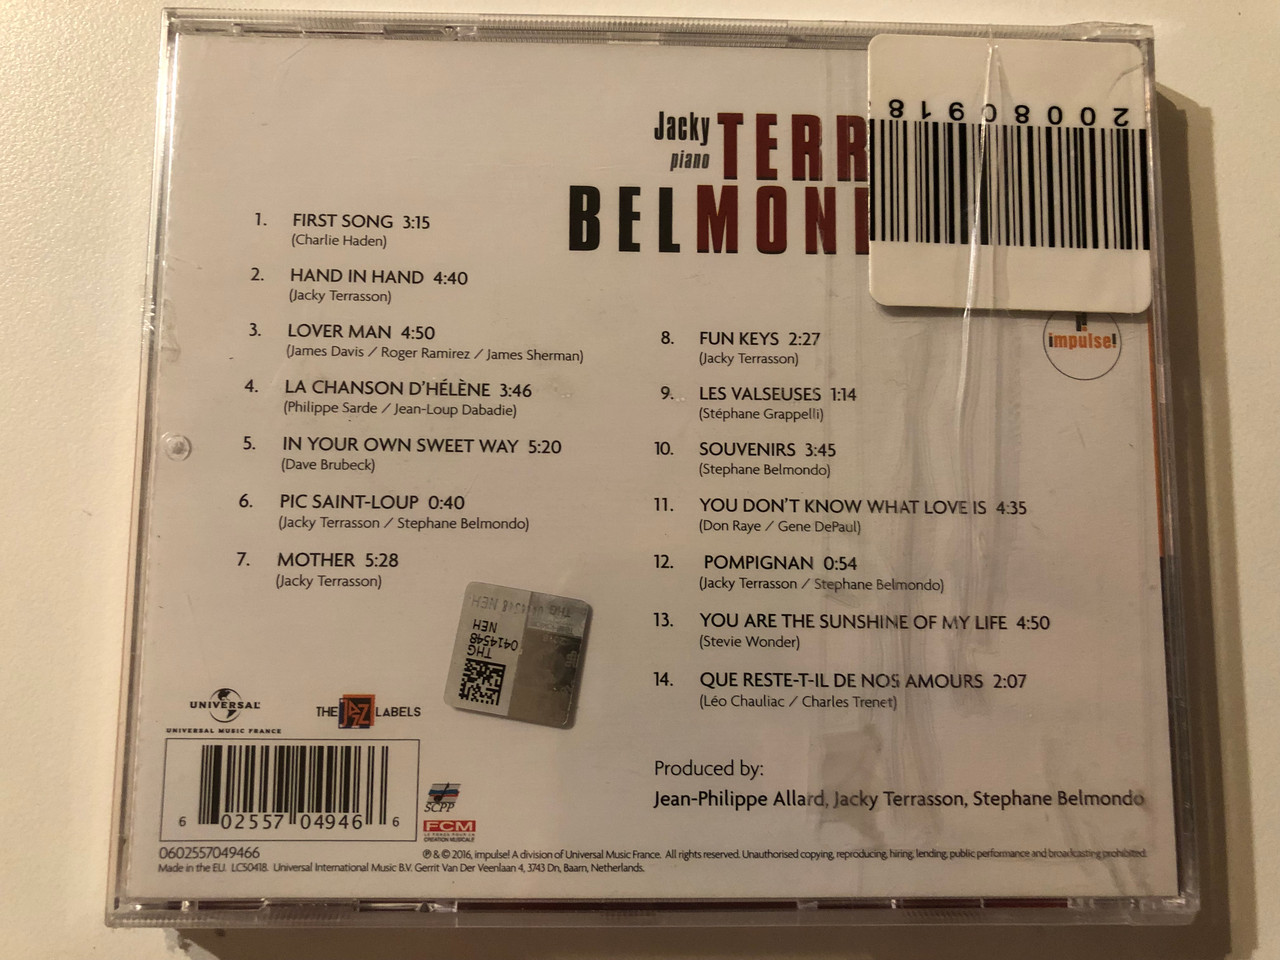 20080918
Jacky TERR
piano
BELMON
1. FIRST SONG 3:15
(Charlie Haden)
2. HAND IN HAND 4:40
(Jacky Terrasson)
3. LOVER MAN 4:50
(James Davis / Roger Ramirez / James Sherman)
4. LA CHANSON D'HÉLÈNE 3:46
(Philippe Sarde / Jean-Loup Dabadie)
5. IN YOUR OWN SWEET WAY 5:20
(Dave Brubeck)
6. PIC SAINT-LOUP 0:40
(Jacky Terrasson / Stephane Belmondo)
7. MOTHER 5:28
(Jacky Terrasson)
impulse!
8. FUN KEYS 2:27
(Jacky Terrasson)
9. LES VALSEUSES 1:14
(Stéphane Grappelli)
10. SOUVENIRS 3:45
(Stephane Belmondo)
11. YOU DON'T KNOW WHAT LOVE IS 4:35
(Don Raye / Gene DePaul)
12. POMPIGNAN 0:54
(Jacky Terrasson / Stephane Belmondo)
13. YOU ARE THE SUNSHINE OF MY LIFE 4:50
(Stevie Wonder)
14. QUE RESTE-T-IL DE NOS AMOURS 2:07
(Léo Chauliac / Charles Trenet)
THG
0414548
NEH
THG 0414548 NEH
UNIVERSAL
UNIVERSAL MUSIC FRANCE
THE JAZZ LABELS
Produced by:
Jean-Philippe Allard, Jacky Terrasson, Stephane Belmondo
6 02557 04946 6
SCPP
FCM
LE FONDS POUR LA
CREATION MUSICALE
0602557049466
℗ & © 2016, impulse! A division of Universal Music France. All rights reserved. Unauthorised copying, reproducing, hiring, lending, public performance and broadcasting prohibited.
Made in the EU. LC50418. Universal International Music B.V. Gerrit Van Der Veenlaan 4, 3743 Dn, Baarn, Netherlands.